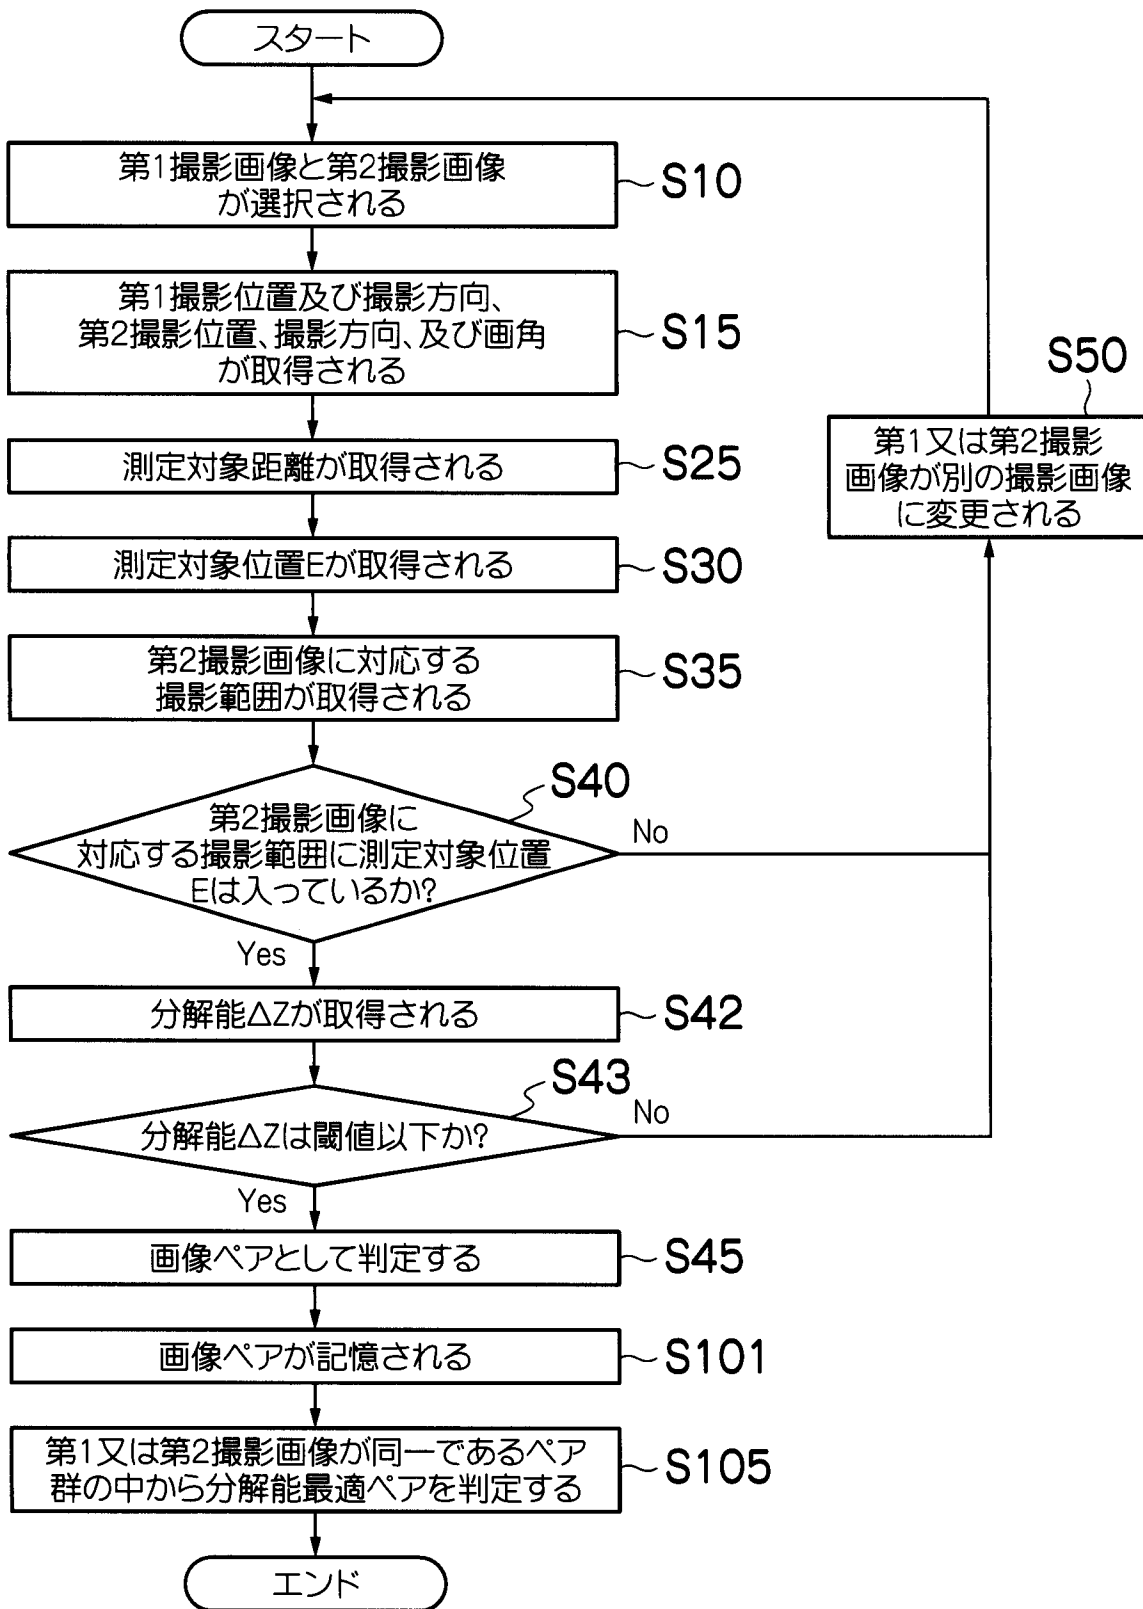 スタート
第1撮影画像と第2撮影画像
が選択される
S10
第1撮影位置及び撮影方向、
第2撮影位置、撮影方向、及び画角
が取得される
S15
S50
第1又は第2撮影
画像が別の撮影画像
に変更される
測定対象距離が取得される
S25
測定対象位置Eが取得される
S30
第2撮影画像に対応する
撮影範囲が取得される
S35
S40
第2撮影画像に
対応する撮影範囲に測定対象位置
Eは入っているか?
No
Yes
分解能ΔZが取得される
S42
S43
分解能ΔZは閾値以下か?
No
Yes
画像ペアとして判定する
S45
画像ペアが記憶される
S101
第1又は第2撮影画像が同一であるペア
群の中から分解能最適ペアを判定する
S105
エンド